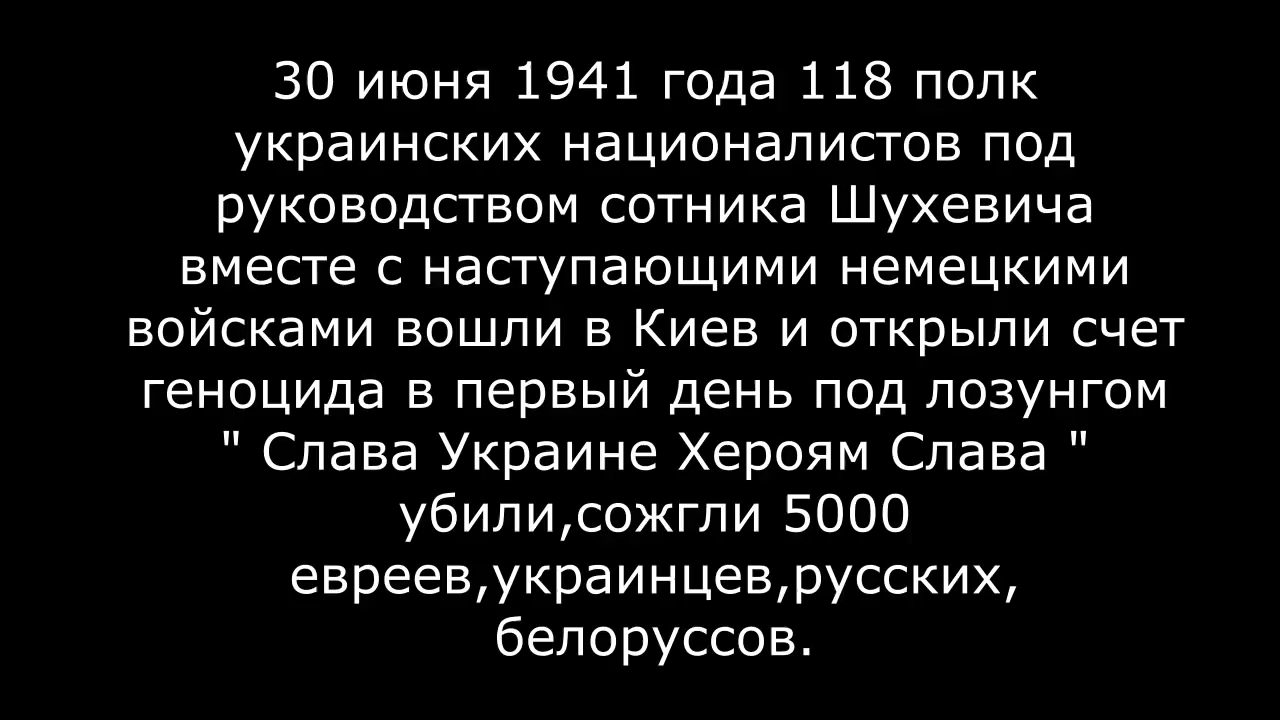 30 июня 1941 года 118 полк
украинских националистов под
руководством сотника Шухевича
вместе с наступающими немецкими
войсками вошли в Киев и открыли счет
геноцида в первый день под лозунгом
" Слава Украине Хероям Слава "
убили,сожгли 5000
евреев,украинцев,русских,
белоруссов.